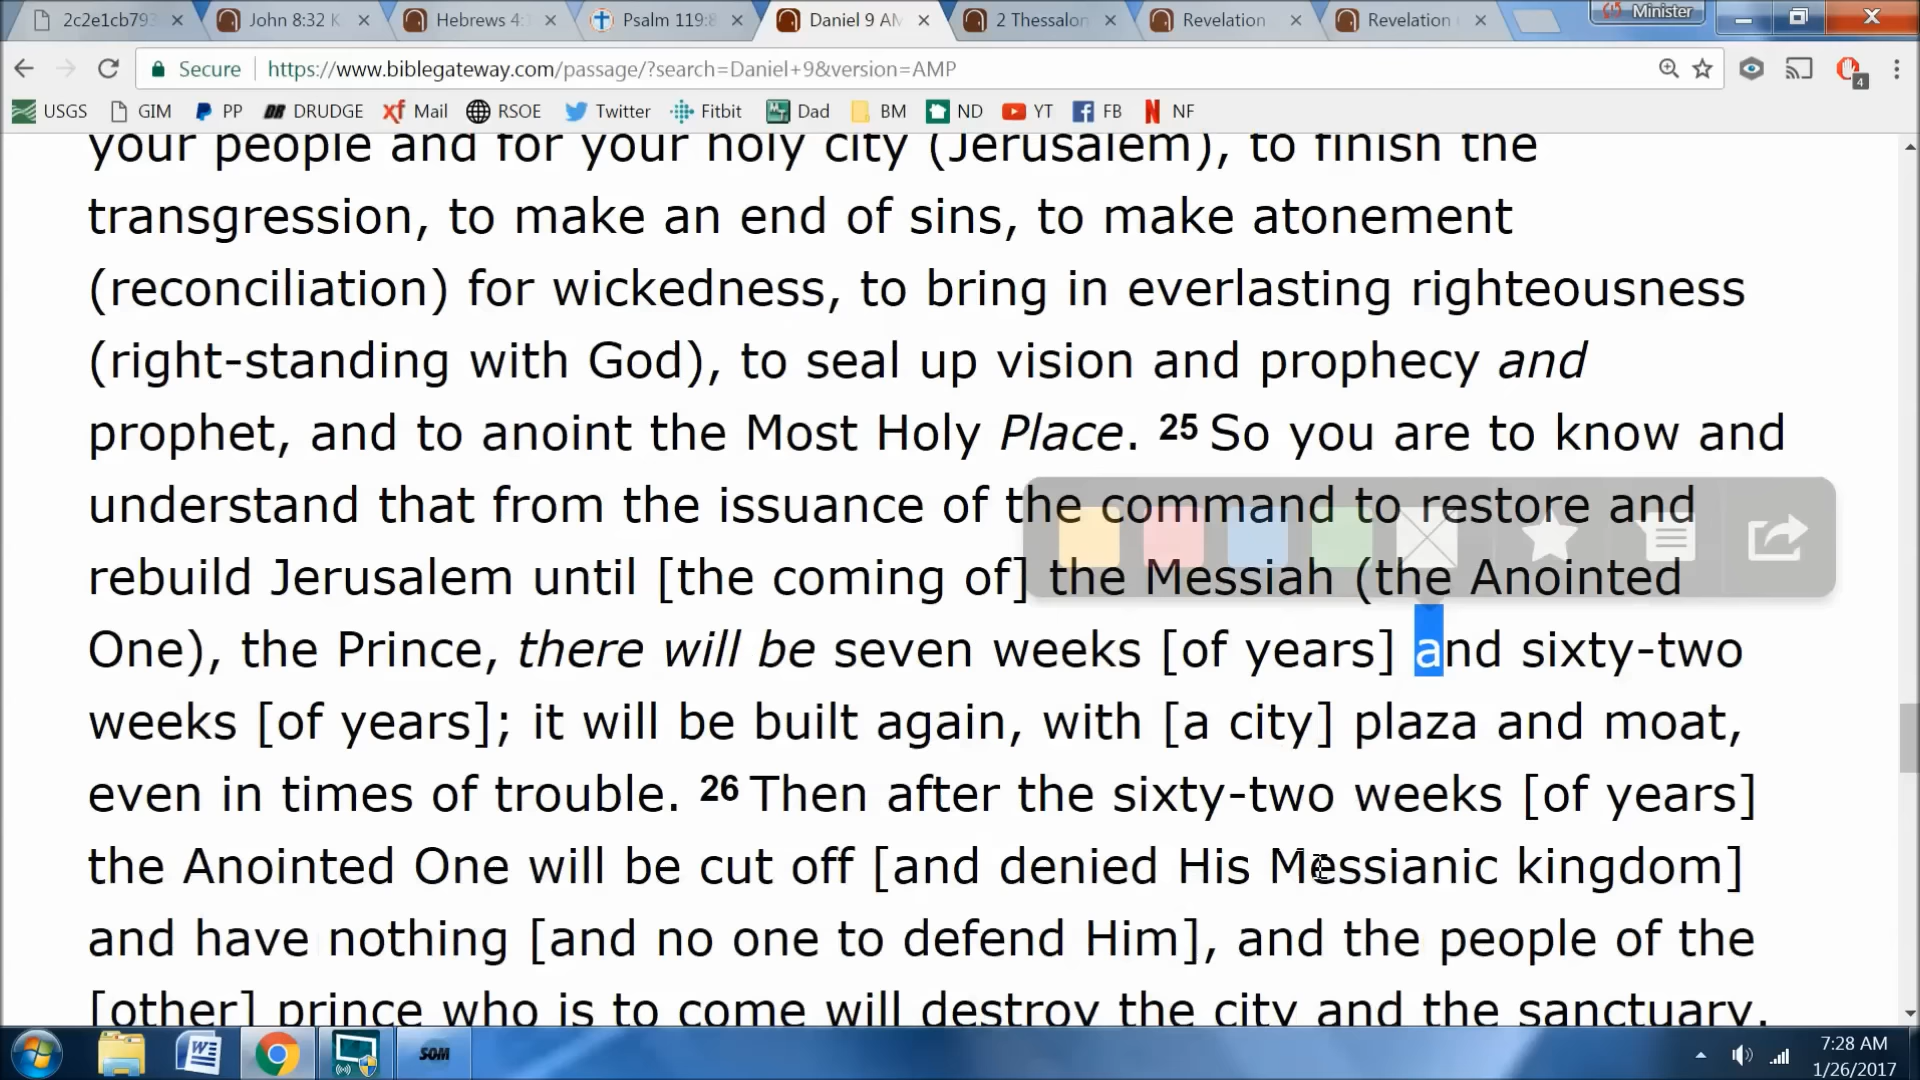 2c2e1cb793
John 8:32 K
Hebrews 4:
Psalm 119:8
Daniel 9 AM
2 Thessalon
Revelation
Revelation
Minister
Secure
https://www.biblegateway.com/passage/?search=Daniel+9&version=AMP
4
USGS
GIM
PP
DR DRUDGE
xf Mail
RSOE
Twitter
Fitbit
Dad
BM
ND
YT
FB
N NF
your people and for your holy city (Jerusalem), to finish the
transgression, to make an end of sins, to make atonement
(reconciliation) for wickedness, to bring in everlasting righteousness
(right-standing with God), to seal up vision and prophecy and
prophet, and to anoint the Most Holy Place. 25 So you are to know and
understand that from the issuance of the command to restore and
rebuild Jerusalem until [the coming of] the Messiah (the Anointed
One), the Prince, there will be seven weeks [of years] and sixty-two
weeks [of years]; it will be built again, with [a city] plaza and moat,
even in times of trouble. 26 Then after the sixty-two weeks [of years]
the Anointed One will be cut off [and denied His Messianic kingdom]
and have nothing [and no one to defend Him], and the people of the
[other] prince who is to come will destroy the city and the sanctuary.
SOM
7:28 AM
1/26/2017